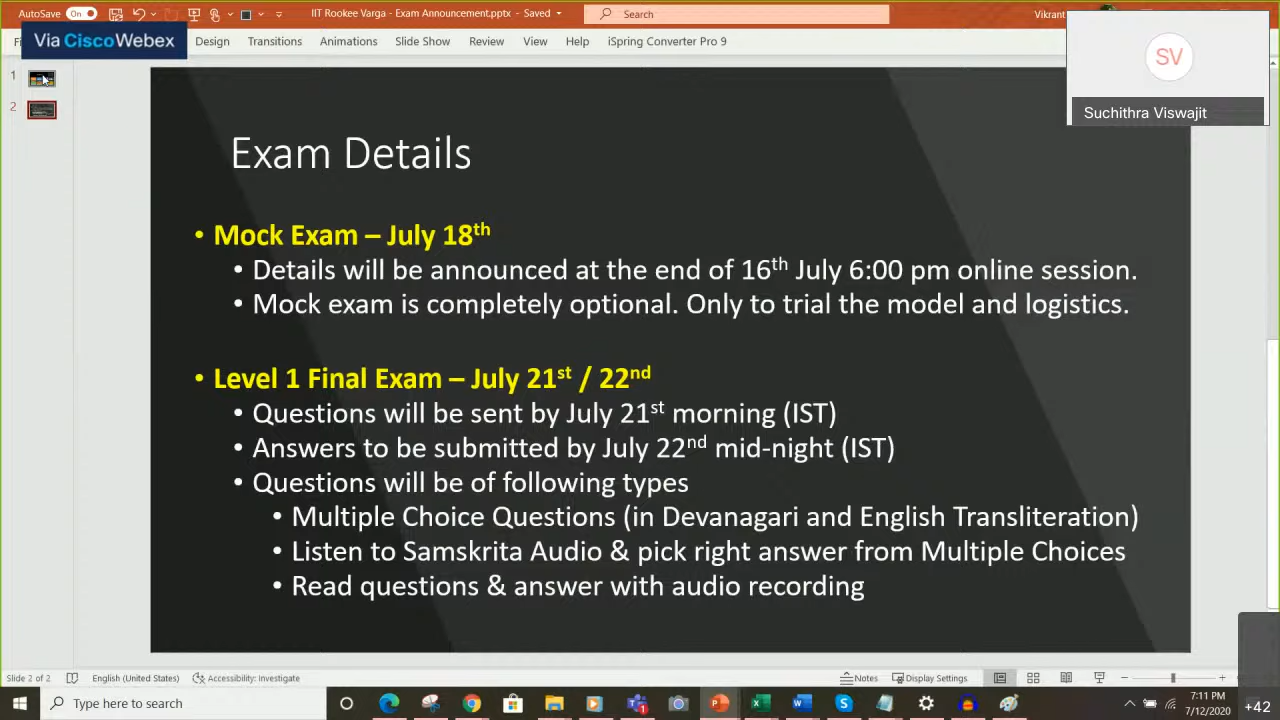 AutoSave On
IIT Rookee Varga - Exam Announcement.pptx - Saved
Search
Vikrant
Via CiscoWebex
Design
Transitions
Animations
Slide Show
Review
View
Help
iSpring Converter Pro 9
SV
Suchithra Viswajit
1
2
Exam Details
• Mock Exam – July 18th
• Details will be announced at the end of 16th July 6:00 pm online session.
• Mock exam is completely optional. Only to trial the model and logistics.
• Level 1 Final Exam – July 21st / 22nd
• Questions will be sent by July 21st morning (IST)
• Answers to be submitted by July 22nd mid-night (IST)
• Questions will be of following types
• Multiple Choice Questions (in Devanagari and English Transliteration)
• Listen to Samskrita Audio & pick right answer from Multiple Choices
• Read questions & answer with audio recording
Slide 2 of 2
English (United States)
Accessibility: Investigate
Notes
Display Settings
Type here to search
7:11 PM
7/12/2020
+42